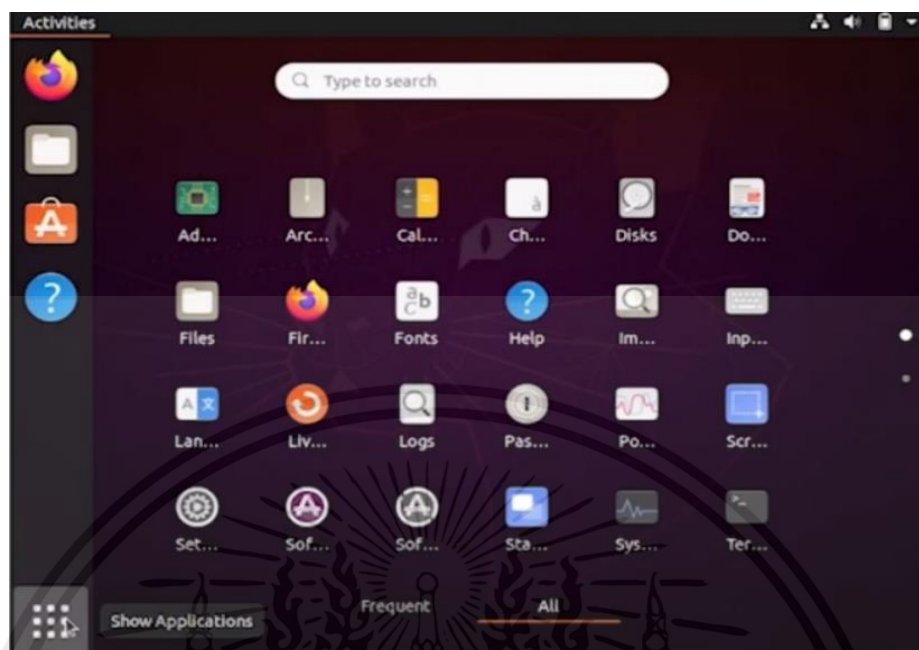 Activities
Type to search
Ad... Arc... Cal... Ch... Disks Do...
Files Fir... Fonts Help Im... Inp...
Lan... Liv... Logs Pas... Po... Scr...
Set... Sof... Sof... Sta... Sys... Ter...
Frequent All
Show Applications